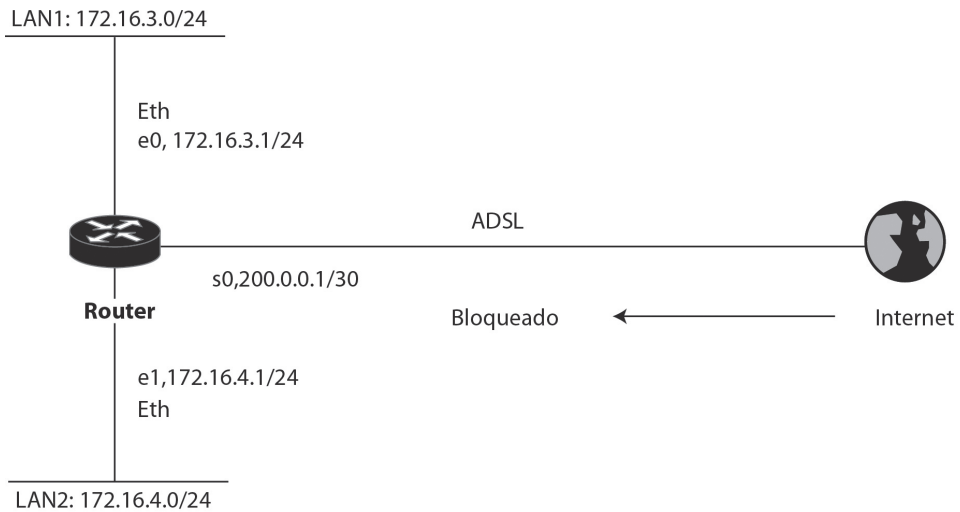 LAN1: 172.16.3.0/24
Eth
e0, 172.16.3.1/24
ADSL
s0,200.0.0.1/30
Router
Bloqueado
Internet
e1,172.16.4.1/24
Eth
LAN2: 172.16.4.0/24